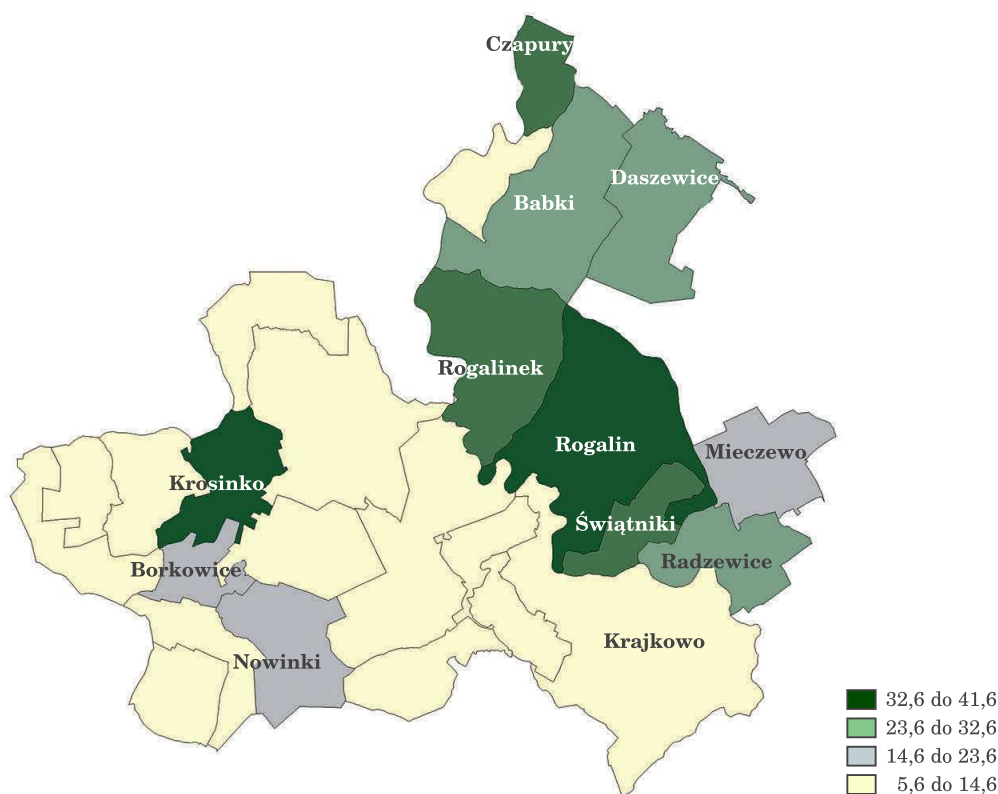 Czapury
Daszewice
Babki
Rogalinek
Rogalin
Mieczewo
Krosinko
Świątniki
Radzewice
Borkowice
Krajkowo
Nowinki
32,6 do 41,6
23,6 do 32,6
14,6 do 23,6
5,6 do 14,6